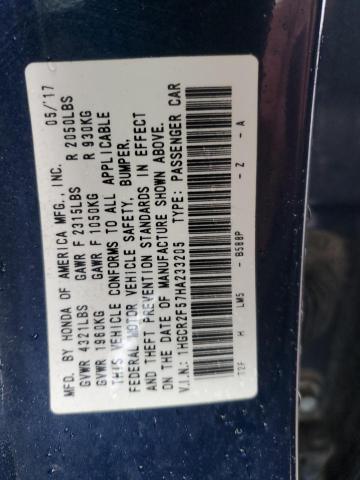 MFD. BY HONDA OF AMERICA MFG., INC. 05/'17
GVWR 4321LBS GAWR F 2315LBS R 2050LBS
GVWR 1960KG GAWR F 1050KG R 930KG
THIS VEHICLE CONFORMS TO ALL APPLICABLE
FEDERAL MOTOR VEHICLE SAFETY, BUMPER,
AND THEFT PREVENTION STANDARDS IN EFFECT
ON THE DATE OF MANUFACTURE SHOWN ABOVE.
V.I.N.: 1HGCR2F57HA233205 TYPE: PASSENGER CAR
T2F H LM5 - B588P - Z - A